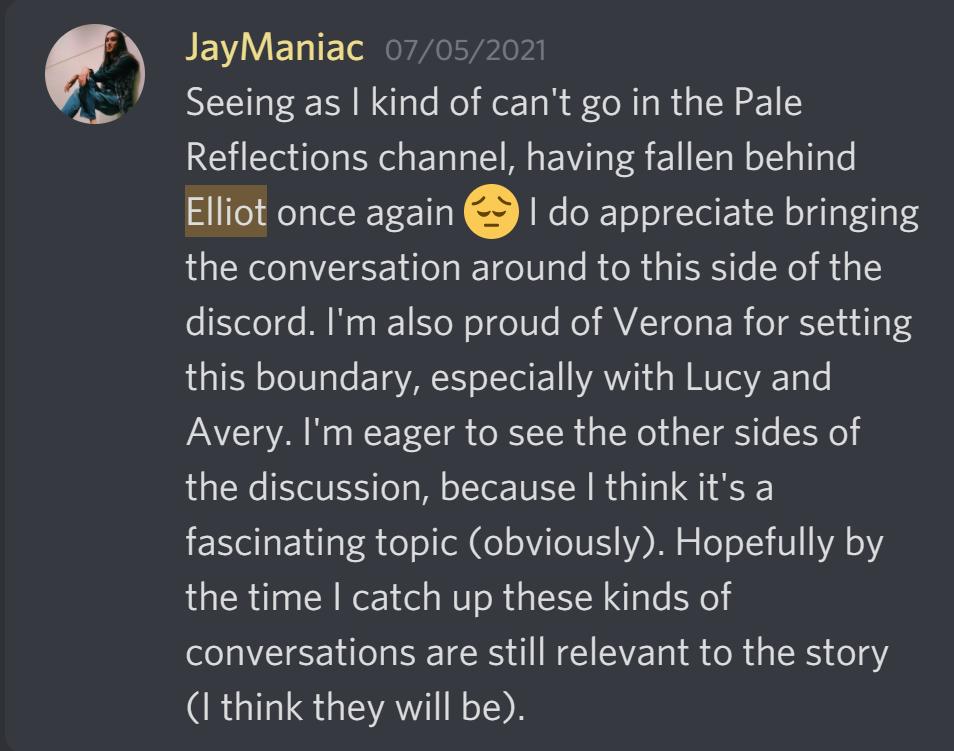 JayManiac 07/05/2021
Seeing as I kind of can't go in the Pale
Reflections channel, having fallen behind
Elliot once again 😔 I do appreciate bringing
the conversation around to this side of the
discord. I'm also proud of Verona for setting
this boundary, especially with Lucy and
Avery. I'm eager to see the other sides of
the discussion, because I think it's a
fascinating topic (obviously). Hopefully by
the time I catch up these kinds of
conversations are still relevant to the story
(I think they will be).